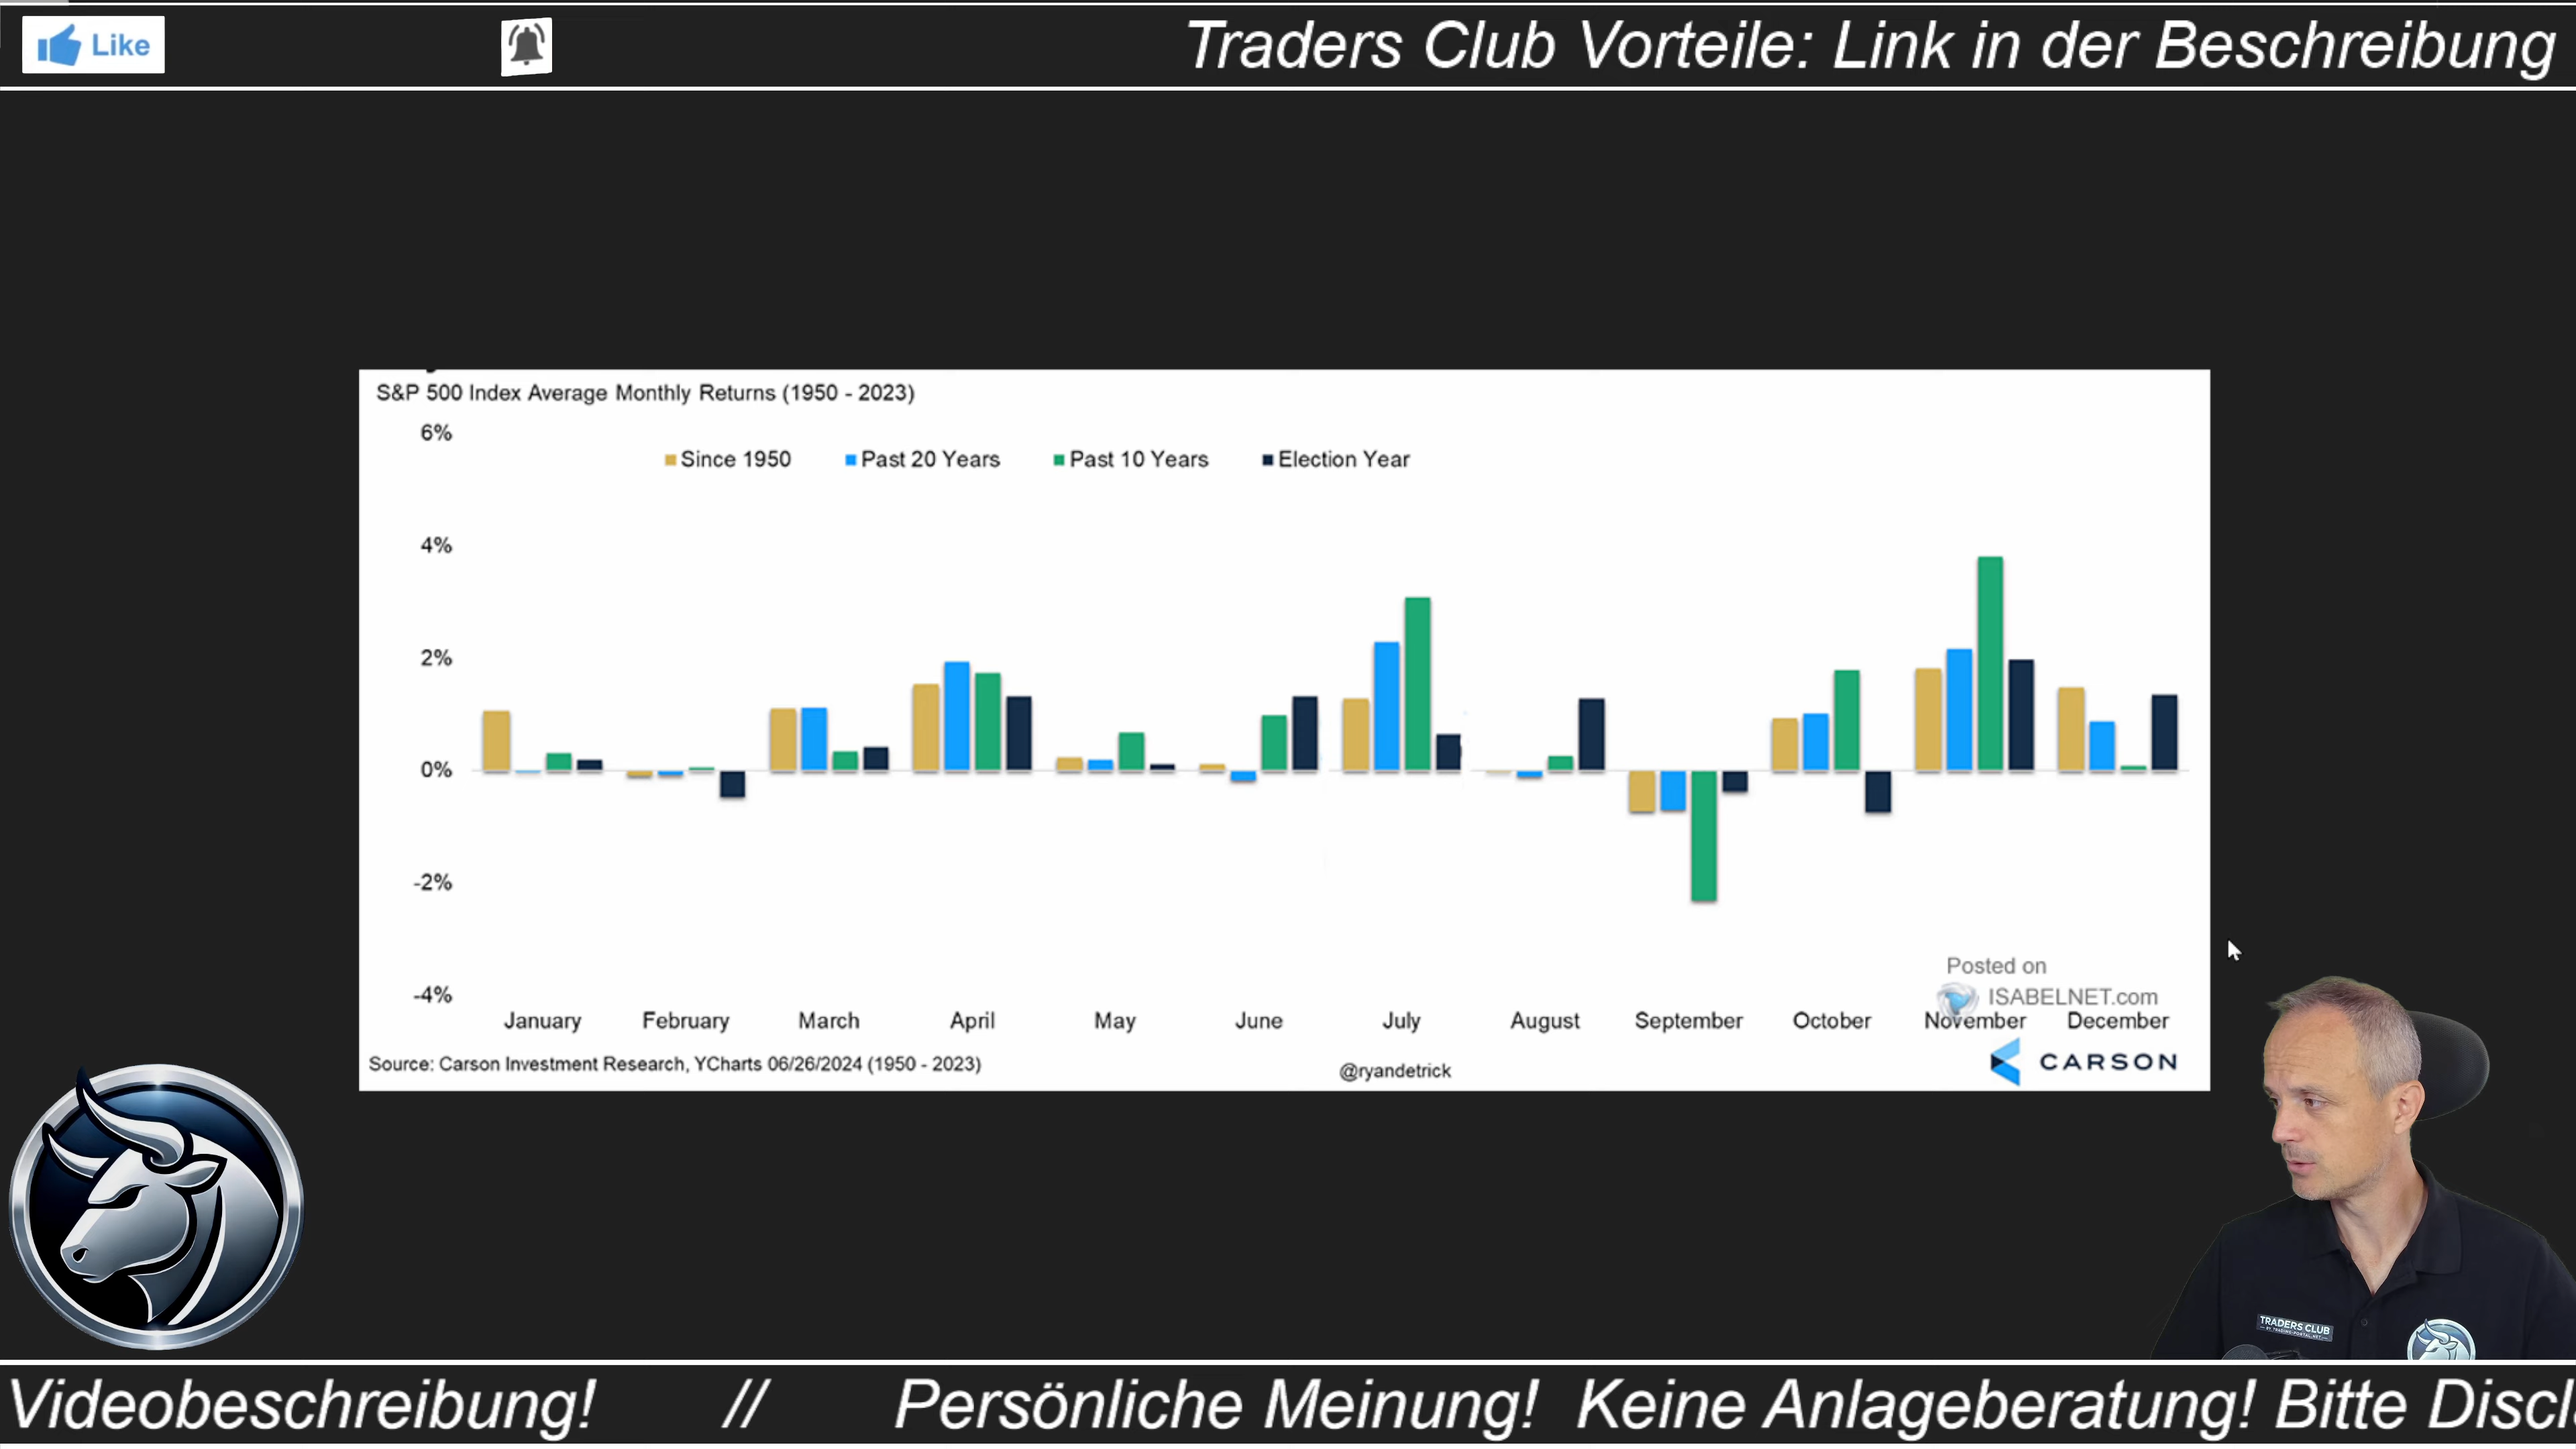 Like
Traders Club Vorteile: Link in der Beschreibung
S&P 500 Index Average Monthly Returns (1950 - 2023)
6%
Since 1950 Past 20 Years Past 10 Years Election Year
4%
2%
0%
-2%
-4%
Posted on
ISABELNET.com
January February March April May June July August September October November December
Source: Carson Investment Research, YCharts 06/26/2024 (1950 - 2023)
@ryandetrick
CARSON
TRADERS CLUB
Videobeschreibung! // Persönliche Meinung! Keine Anlageberatung! Bitte Discl